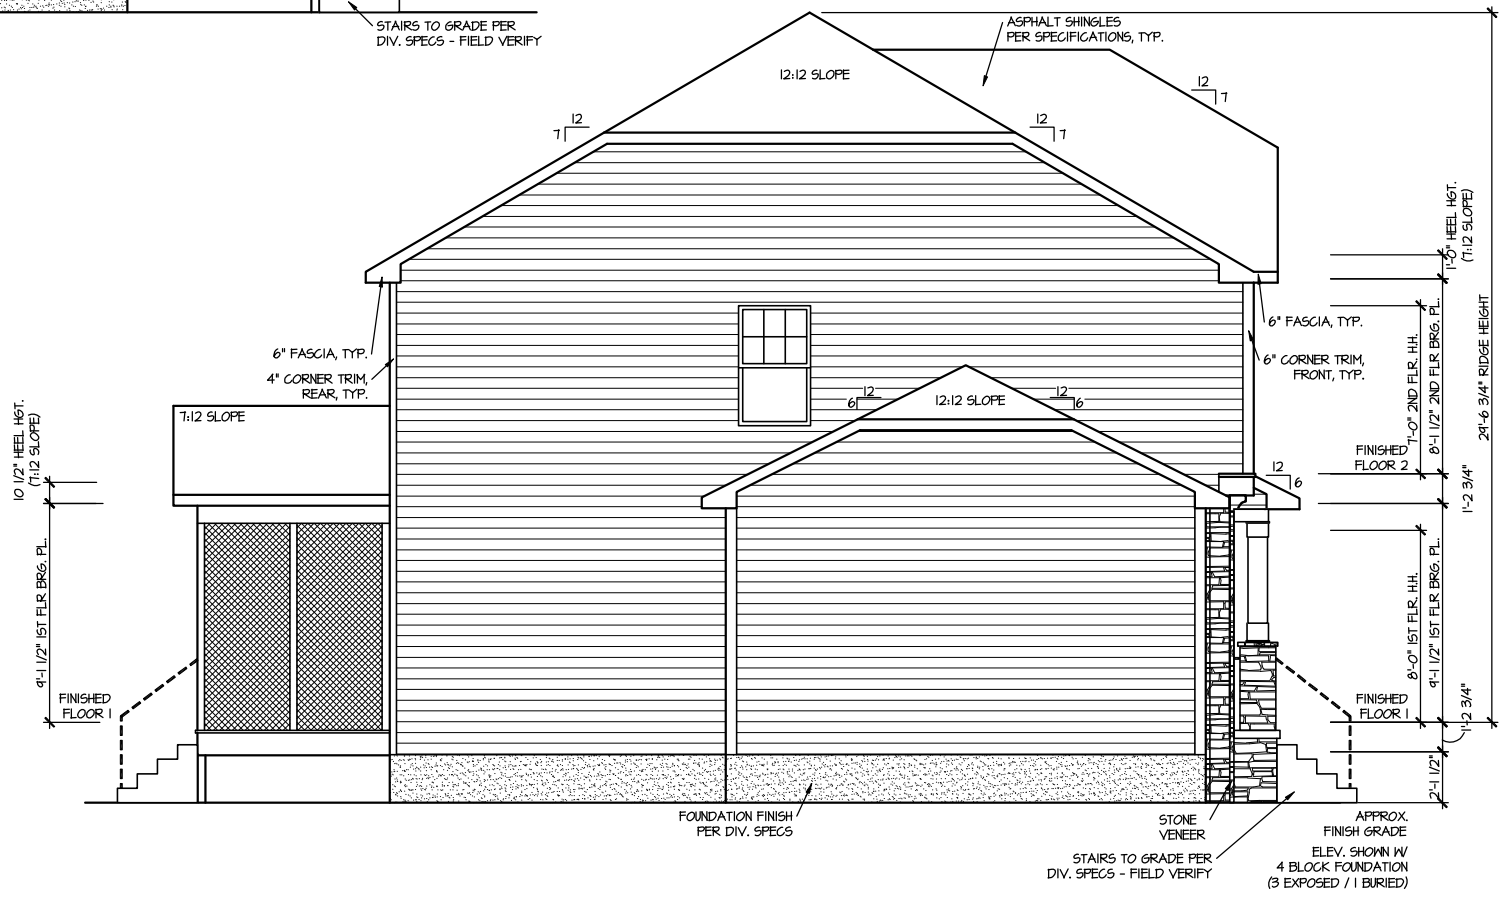 STAIRS TO GRADE PER
DIV. SPECS - FIELD VERIFY
ASPHALT SHINGLES
PER SPECIFICATIONS, TYP.
12:12 SLOPE
12
7
12
7
12
7
1'-0" HEEL HGT.
(7:12 SLOPE)
29'-6 3/4" RIDGE HEIGHT
6" FASCIA, TYP.
4" CORNER TRIM,
REAR, TYP.
6" FASCIA, TYP.
6" CORNER TRIM,
FRONT, TYP.
7'-0" 2ND FLR. H.H.
8'-1 1/2" 2ND FLR BRG. PL.
7:12 SLOPE
12
6
12:12 SLOPE
12
6
10 1/2" HEEL HGT.
(7:12 SLOPE)
FINISHED
FLOOR 2
12
6
1'-2 3/4"
9'-1 1/2" 1ST FLR BRG. PL.
8'-0" 1ST FLR. H.H.
9'-1 1/2" 1ST FLR BRG. PL.
FINISHED
FLOOR 1
FINISHED
FLOOR 1
1'-2 3/4"
2'-1 1/2"
FOUNDATION FINISH
PER DIV. SPECS
STONE
VENEER
STAIRS TO GRADE PER
DIV. SPECS - FIELD VERIFY
APPROX.
FINISH GRADE
ELEV. SHOWN W/
4 BLOCK FOUNDATION
(3 EXPOSED / 1 BURIED)